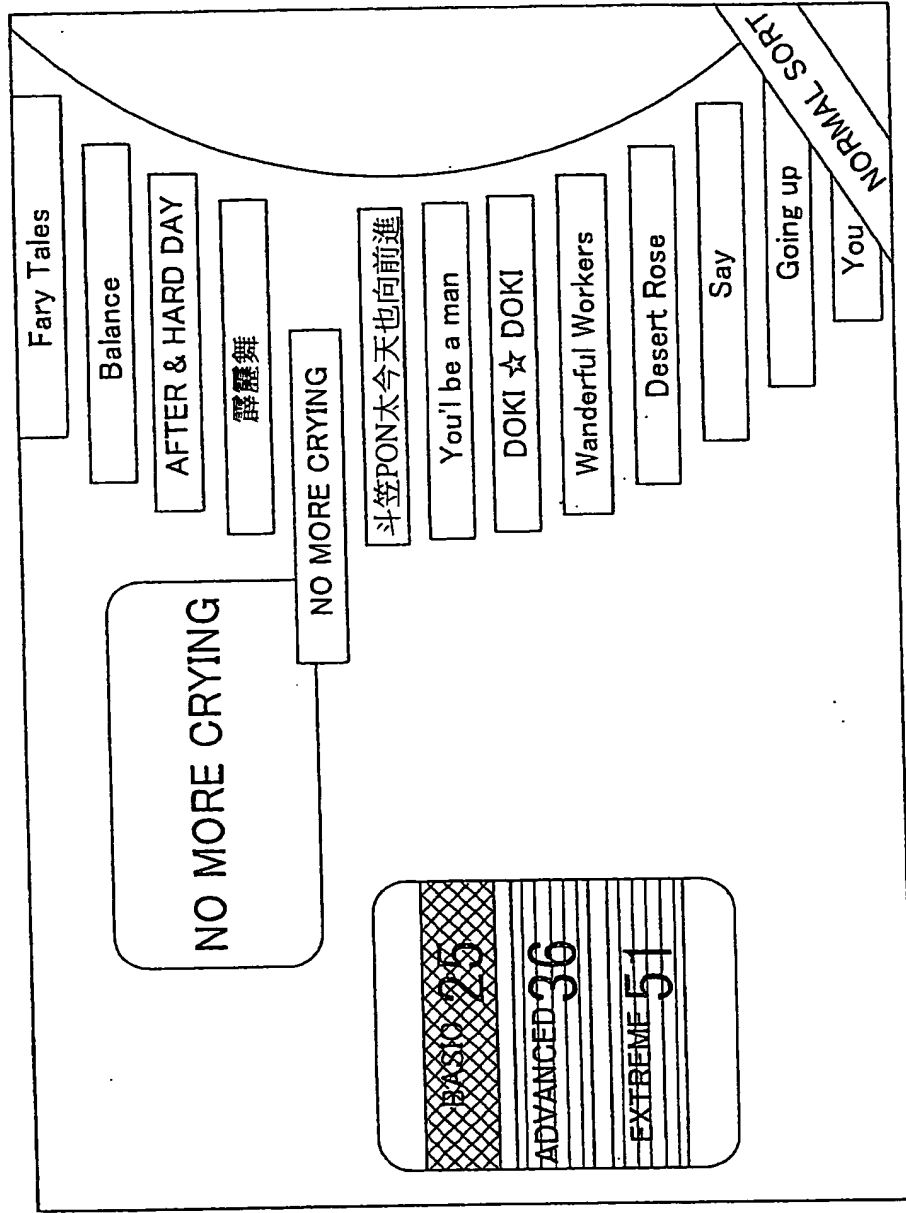 Fary Tales
Balance
AFTER & HARD DAY
霹靂舞
NO MORE CRYING
NO MORE CRYING
斗笠PON太今天也向前進
You'll be a man
DOKI ☆ DOKI
Wanderful Workers
Desert Rose
Say
Going up
You
NORMAL SORT
BASIC 25
ADVANCED 36
EXTREME 51